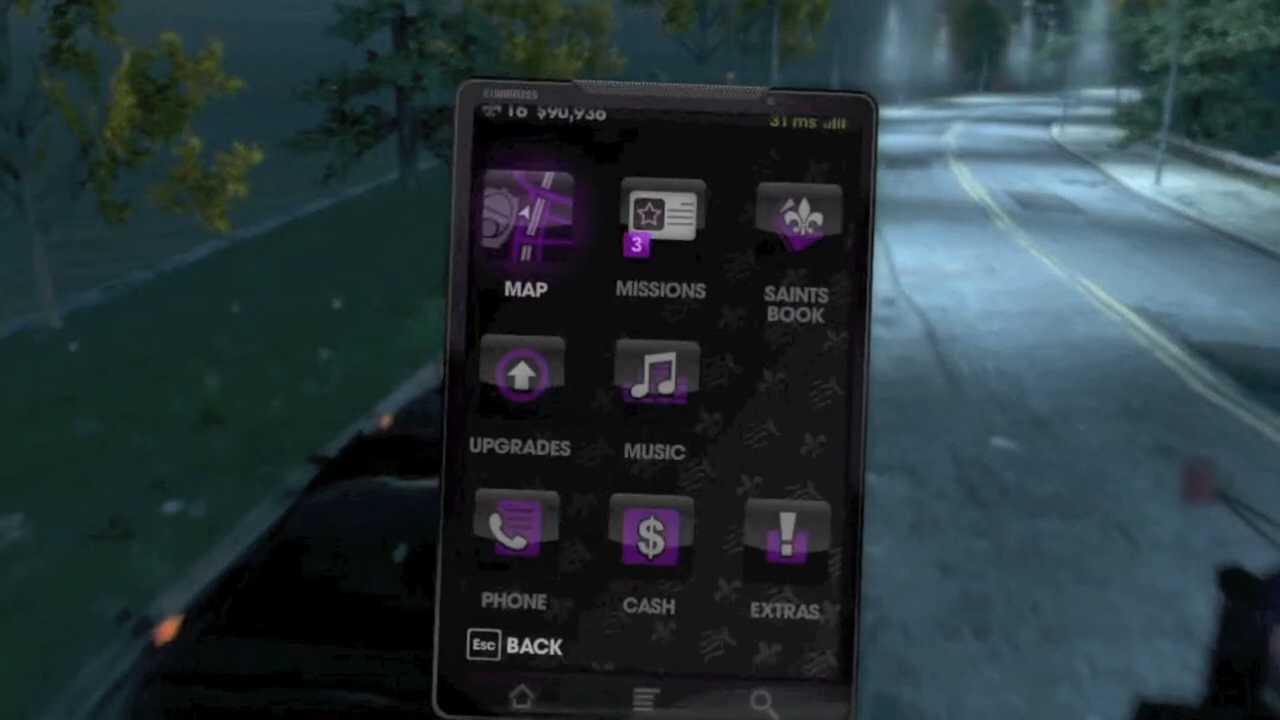 16 $90,938
31 ms
MAP
MISSIONS
3
SAINTS
BOOK
UPGRADES
MUSIC
PHONE
CASH
EXTRAS
Esc BACK